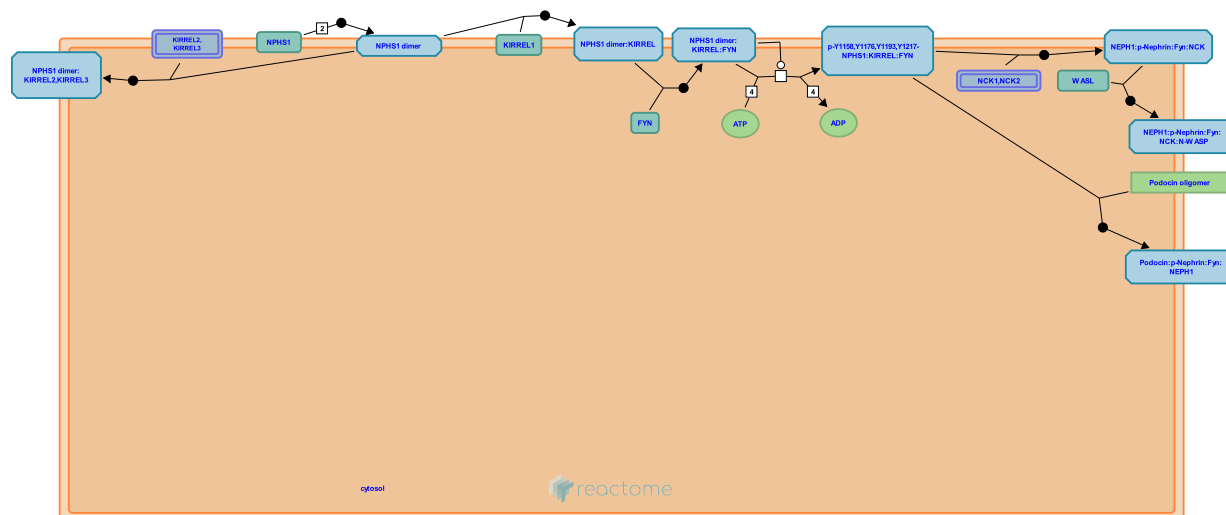 KIRREL2,
KIRREL3
NPHS1
2
NPHS1 dimer
KIRREL1
NPHS1 dimer:KIRREL
NPHS1 dimer:
KIRREL:FYN
p-Y1158,Y1176,Y1193,Y1217-
NPHS1:KIRREL:FYN
NEPH1:p-Nephrin:Fyn:NCK
NPHS1 dimer:
KIRREL2,KIRREL3
NCK1,NCK2
WASL
4
4
FYN
ATP
ADP
NEPH1:p-Nephrin:Fyn:
NCK:N-WASP
Podocin oligomer
Podocin:p-Nephrin:Fyn:
NEPH1
cytosol
reactome